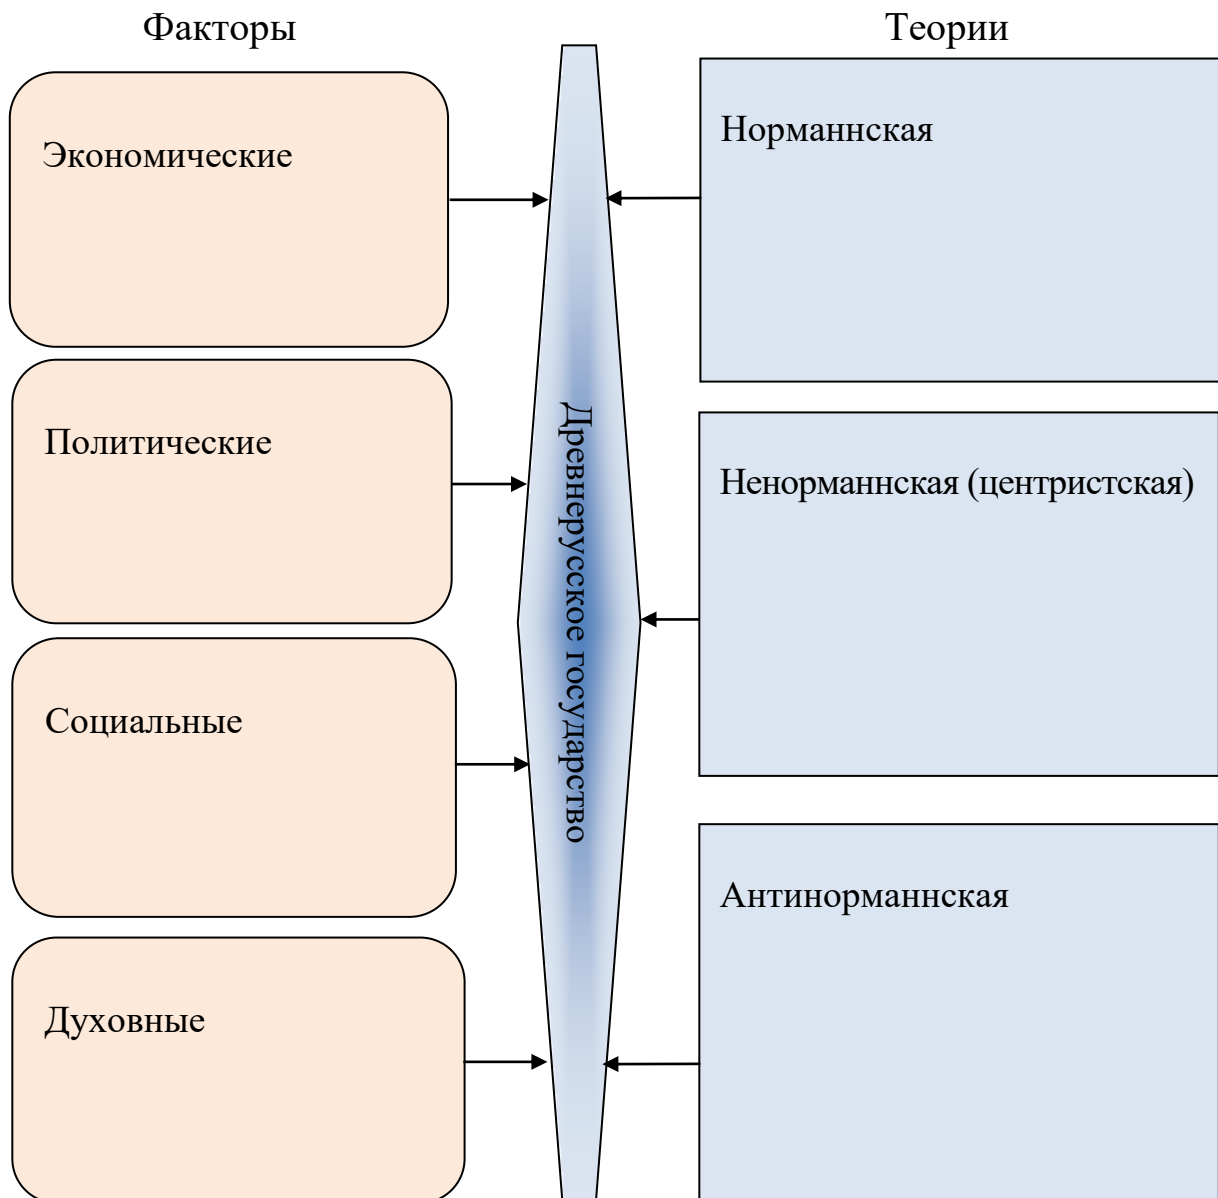 Факторы
Теории
Экономические
Политические
Социальные
Духовные
Древнерусское государство
Норманнская
Ненорманнская (центристская)
Антинорманнская